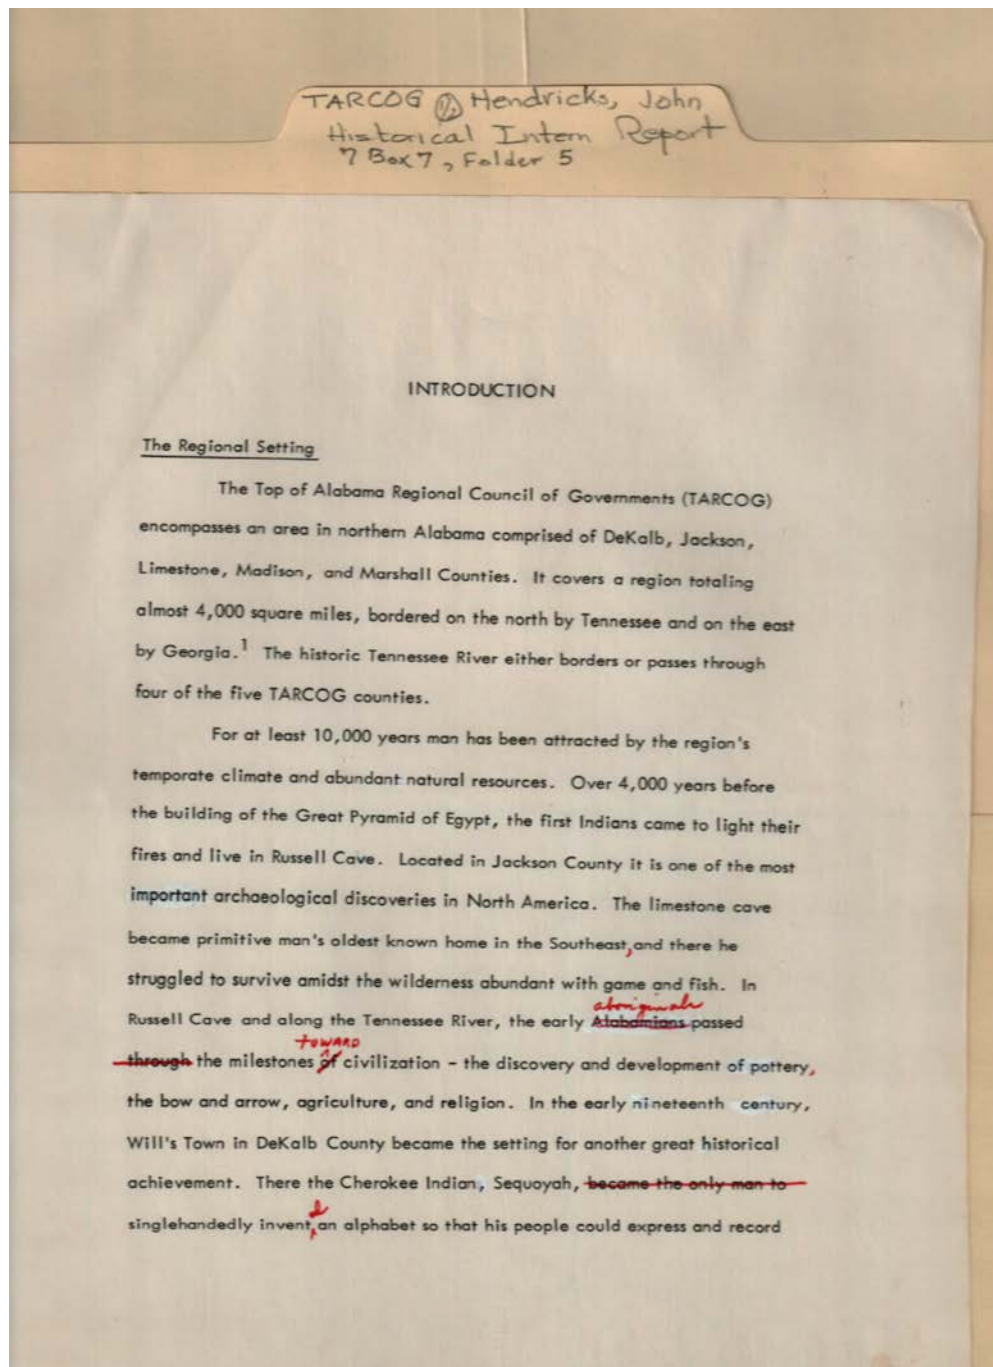 TARCOG Hendricks, John
Historical Intern Report
7 Box 7, Folder 5
INTRODUCTION
The Regional Setting
The Top of Alabama Regional Council of Governments (TARCOG)
encompasses an area in northern Alabama comprised of DeKalb, Jackson,
Limestone, Madison, and Marshall Counties. It covers a region totaling
almost 4,000 square miles, bordered on the north by Tennessee and on the east
by Georgia.1 The historic Tennessee River either borders or passes through
four of the five TARCOG counties.
For at least 10,000 years man has been attracted by the region's
temporate climate and abundant natural resources. Over 4,000 years before
the building of the Great Pyramid of Egypt, the first Indians came to light their
fires and live in Russell Cave. Located in Jackson County it is one of the most
important archaeological discoveries in North America. The limestone cave
became primitive man's oldest known home in the Southeast, and there he
struggled to survive amidst the wilderness abundant with game and fish. In
aboriginals
Russell Cave and along the Tennessee River, the early Alabamians passed
TOWARD
through the milestones of civilization - the discovery and development of pottery,
the bow and arrow, agriculture, and religion. In the early nineteenth century,
Will's Town in DeKalb County became the setting for another great historical
achievement. There the Cherokee Indian, Sequoyah, became the only man to
d
singlehandedly invent an alphabet so that his people could express and record